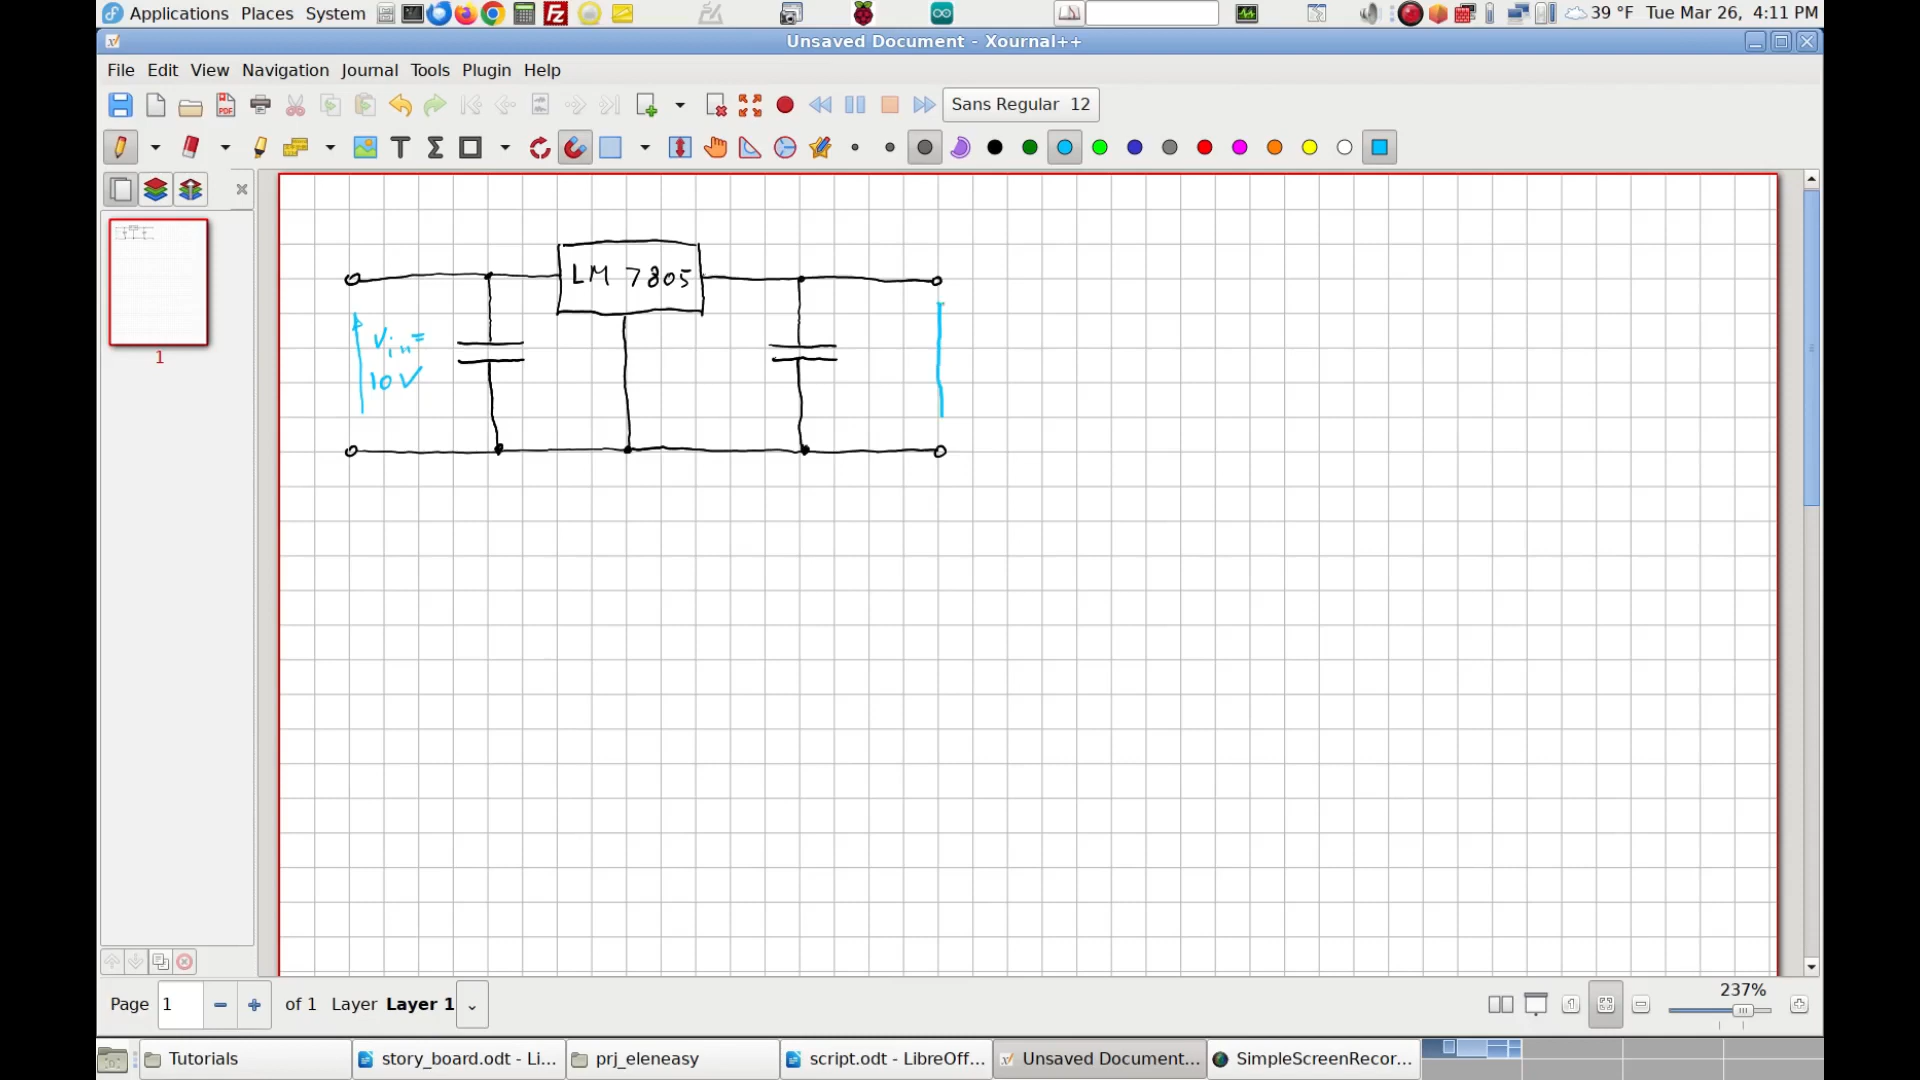 Applications Places System 39 °F Tue Mar 26, 4:11 PM
Unsaved Document - Xournal++
File Edit View Navigation Journal Tools Plugin Help
Sans Regular 12
LM 7805
Vin=
10V
1
Page 1 of 1 Layer Layer 1
237%
Tutorials story_board.odt - Li... prj_eleneasy script.odt - LibreOff... Unsaved Document... SimpleScreenRecor...